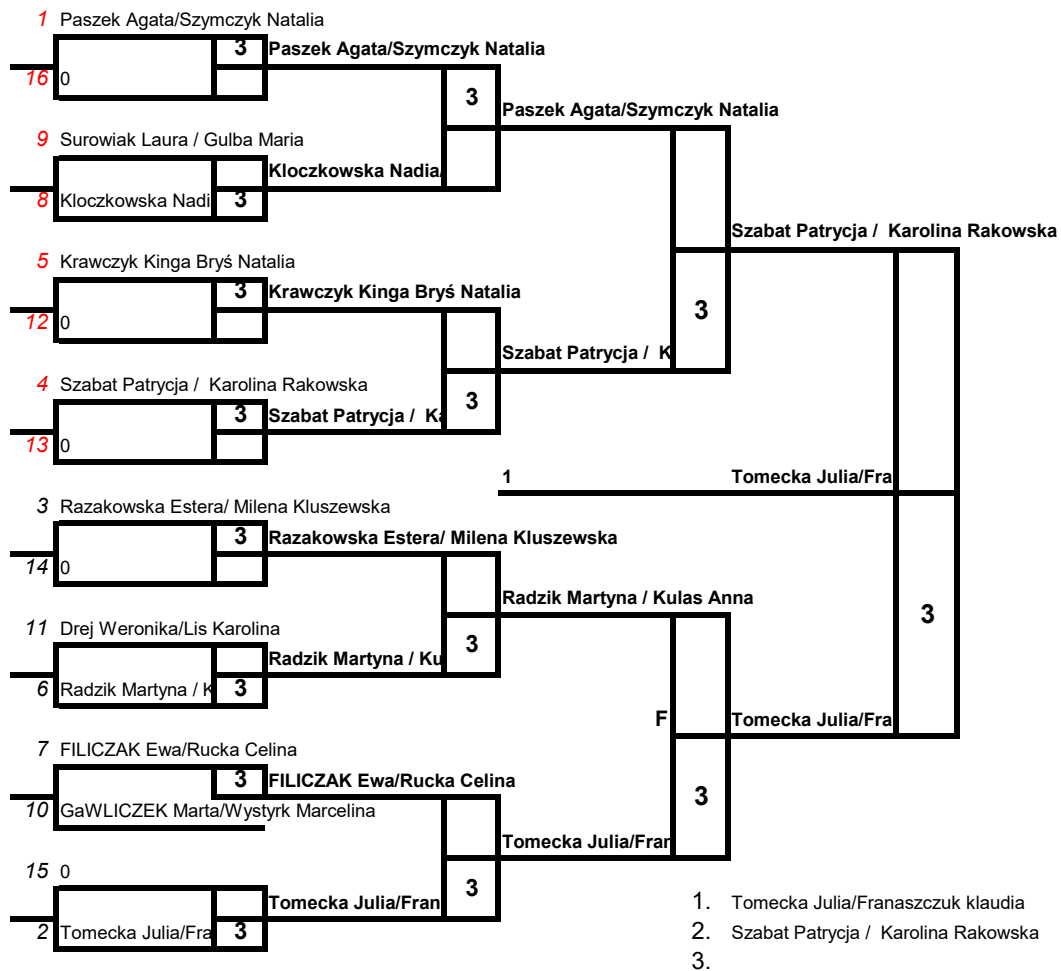 1 Paszek Agata/Szymczyk Natalia
3 Paszek Agata/Szymczyk Natalia
16 0
3
Paszek Agata/Szymczyk Natalia
9 Surowiak Laura / Gulba Maria
Kloczkowska Nadia/
8 Kloczkowska Nadi 3
Szabat Patrycja /  Karolina Rakowska
5 Krawczyk Kinga Bryś Natalia
3 Krawczyk Kinga Bryś Natalia
12 0
3
Szabat Patrycja /  K
4 Szabat Patrycja /  Karolina Rakowska
3 Szabat Patrycja /  Ka
3
13 0
1 Tomecka Julia/Fra
3 Razakowska Estera/ Milena Kluszewska
3 Razakowska Estera/ Milena Kluszewska
14 0
Radzik Martyna / Kulas Anna
3
11 Drej Weronika/Lis Karolina
3
Radzik Martyna / Ku
6 Radzik Martyna / K 3
F Tomecka Julia/Fra
7 FILICZAK Ewa/Rucka Celina
3 FILICZAK Ewa/Rucka Celina
3
10 GaWLICZEK Marta/Wystyrk Marcelina
Tomecka Julia/Fran
15 0
3
Tomecka Julia/Fran
2 Tomecka Julia/Fra 3
1. Tomecka Julia/Franaszczuk klaudia
2. Szabat Patrycja /  Karolina Rakowska
3.